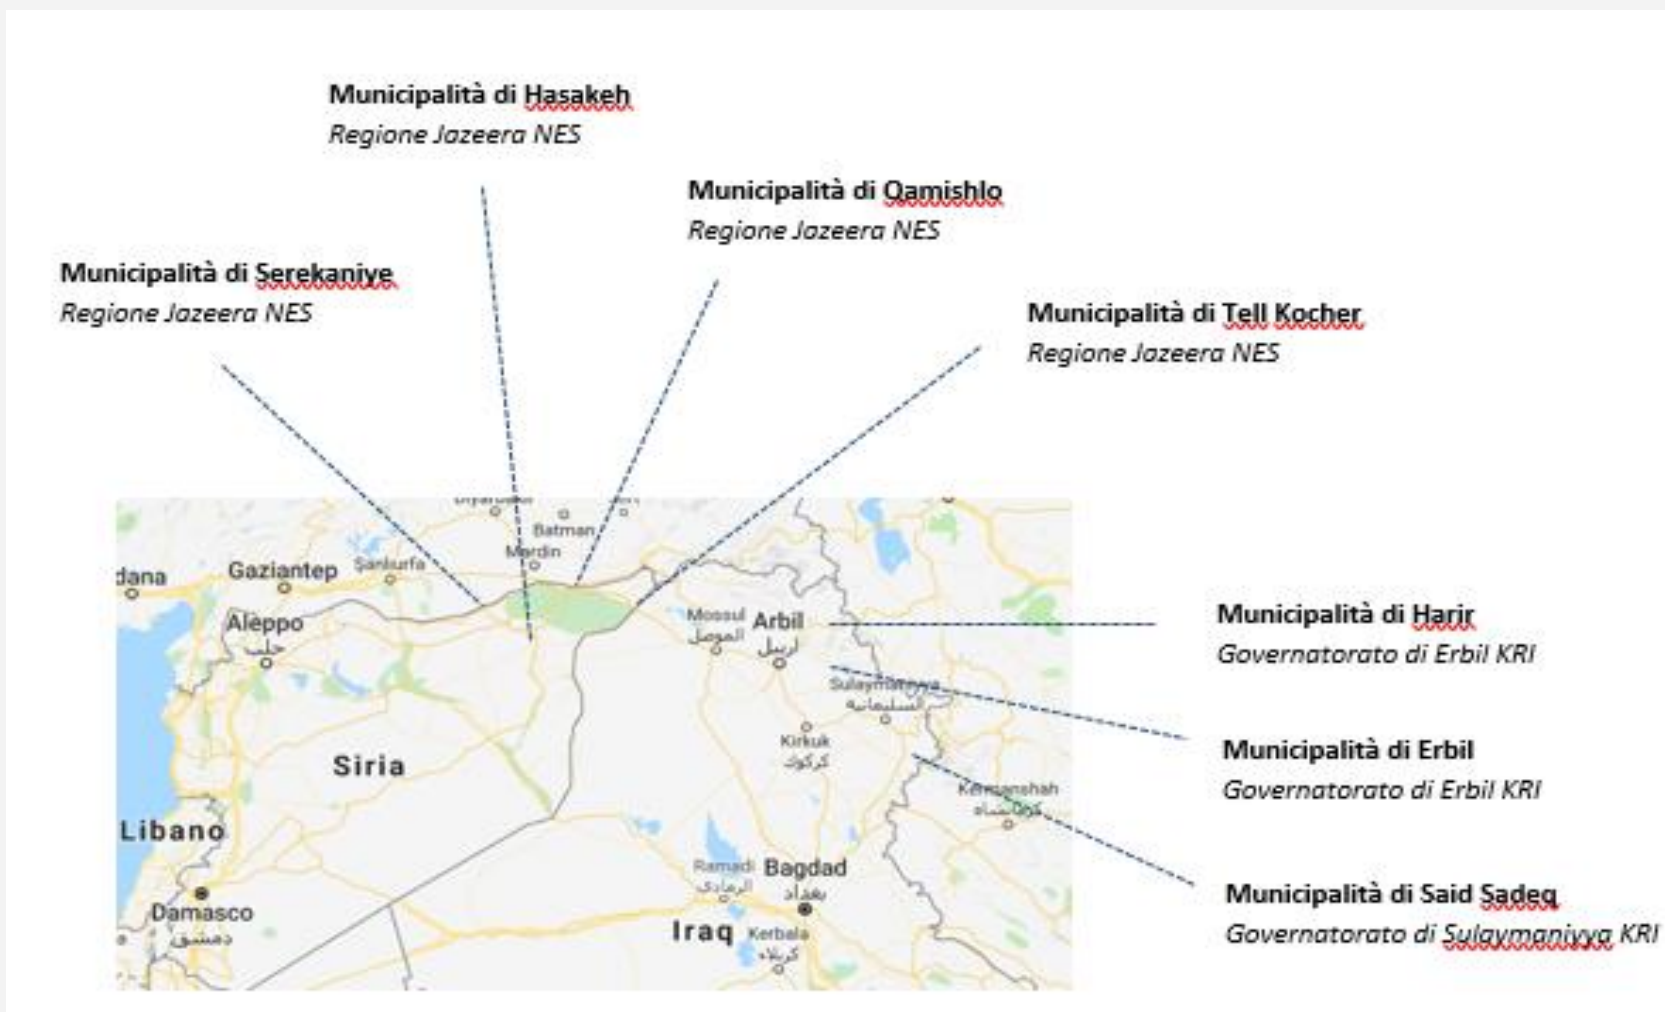 Municipalità di Hasakeh
Regione Jazeera NES
Municipalità di Qamishlo
Regione Jazeera NES
Municipalità di Serekaniye
Regione Jazeera NES
Municipalità di Tell Kocher
Regione Jazeera NES
Batman
Mardin
dana
Gaziantep
Şanlıurfa
Aleppo
حلب
Mossul
الموصل
Arbil
اربيل
Municipalità di Harir
Governatorato di Erbil KRI
Sulaymaniyya
السليمانية
Kirkuk
كركوك
Municipalità di Erbil
Governatorato di Erbil KRI
Siria
Kermanshah
كرمانشاه
Libano
Ramadi
الرمادي
Bagdad
بغداد
Municipalità di Said Sadeq
Governatorato di Sulaymaniyya KRI
Damasco
دمشق
Iraq
Kerbala
كربلاء